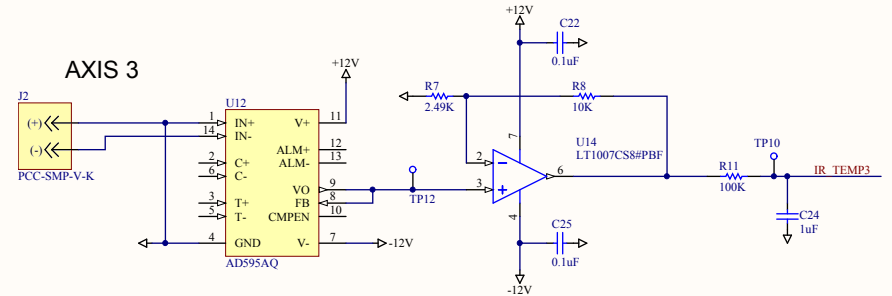 AXIS 3
J2
(+)
(-)
PCC-SMP-V-K
U12
1 IN+
14 IN-
2 C+
6 C-
3 T+
5 T-
4 GND
V+ 11
ALM+ 12
ALM- 13
VO 9
FB 8
CMPEN 10
V- 7
AD595AQ
+12V
-12V
TP12
+12V
C22
0.1uF
R7
2.49K
R8
10K
7
2
3
6
4
U14
LT1007CS8#PBF
C25
0.1uF
-12V
R11
100K
TP10
IR_TEMP3
C24
1uF